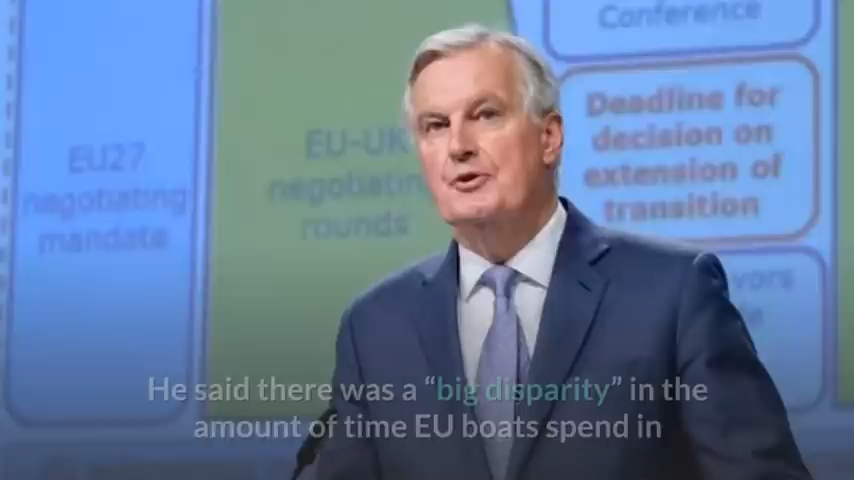 EU27
negotiating
mandate
EU-UK
negotiating
rounds
Conference
Deadline for
decision on
extension of
transition
He said there was a “big disparity” in the
amount of time EU boats spend in